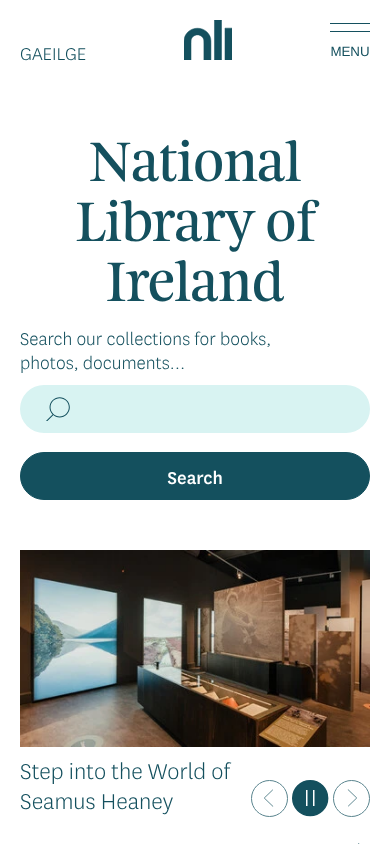 GAEILGE
nli
MENU
National
Library of
Ireland
Search our collections for books,
photos, documents...
Search
Step into the World of
Seamus Heaney